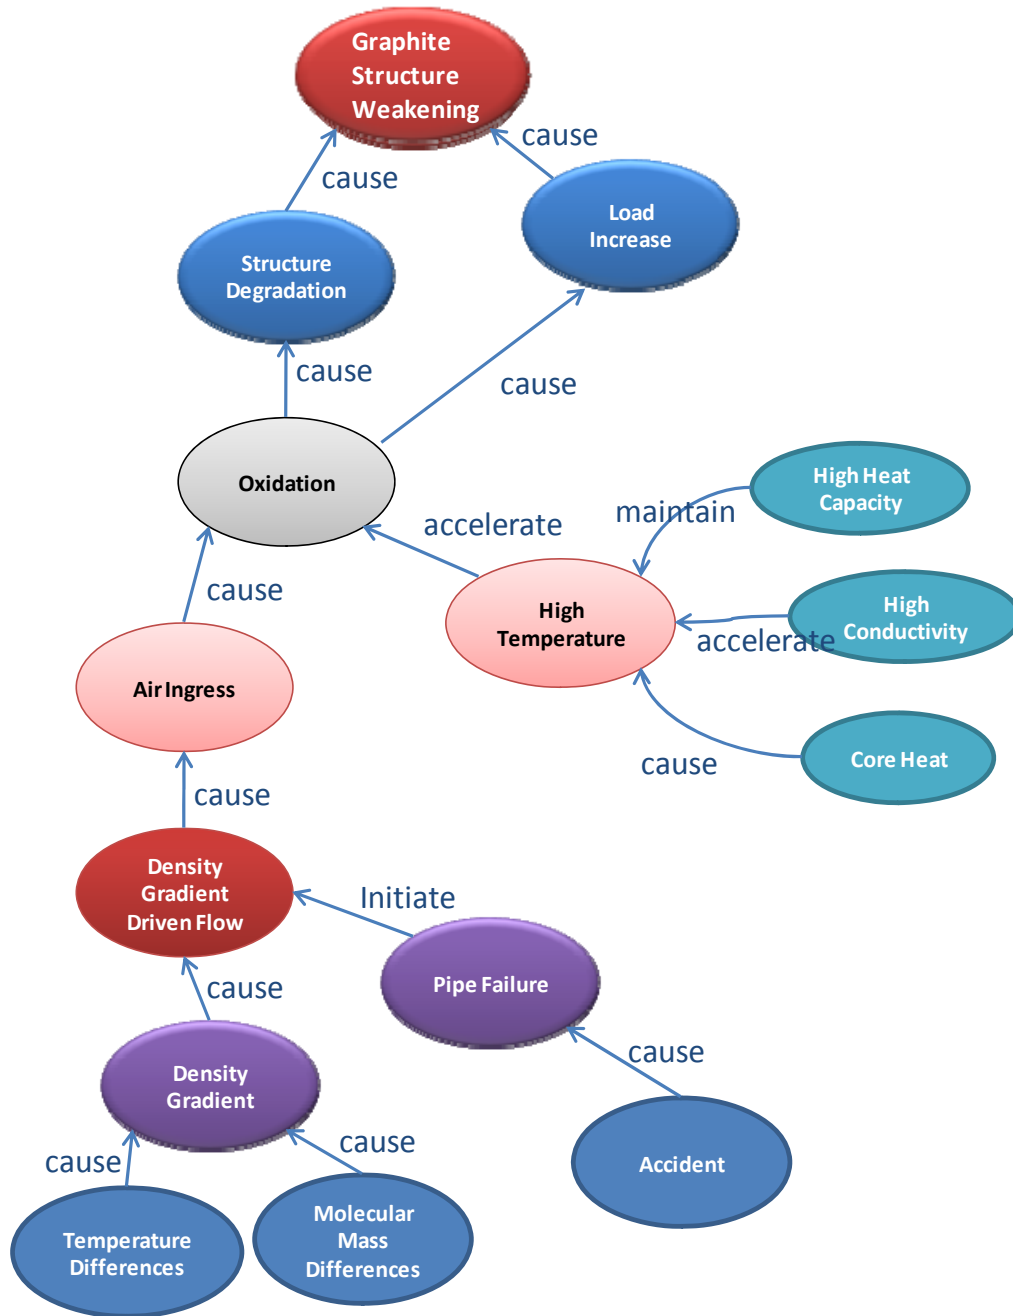 Graphite
Structure
Weakening
cause
cause
Load
Increase
Structure
Degradation
cause
cause
Oxidation
High Heat
Capacity
maintain
accelerate
High
Temperature
High
Conductivity
accelerate
cause
Air Ingress
Core Heat
cause
cause
Density
Gradient
Driven Flow
Initiate
Pipe Failure
cause
cause
Density
Gradient
cause
cause
Accident
Temperature
Differences
Molecular
Mass
Differences